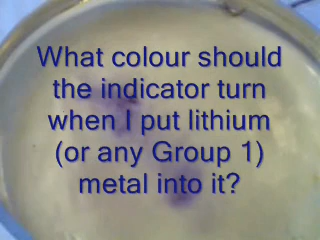 What colour should
the indicator turn
when I put lithium
(or any Group 1)
metal into it?